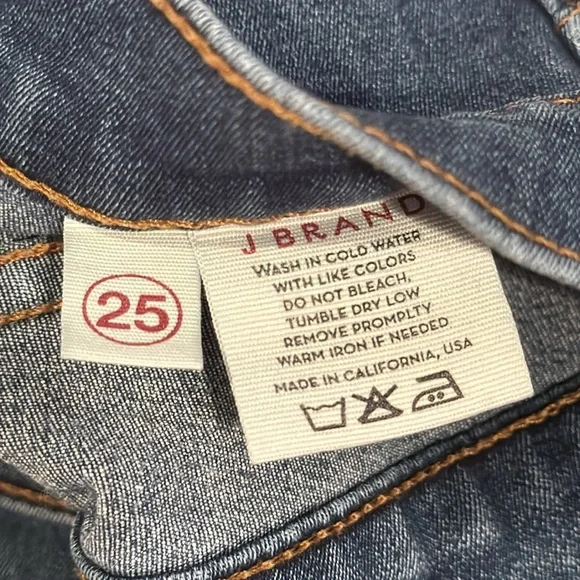 25
J BRAND
WASH IN COLD WATER
WITH LIKE COLORS
DO NOT BLEACH,
TUMBLE DRY LOW
REMOVE PROMPLTY
WARM IRON IF NEEDED
MADE IN CALIFORNIA, USA